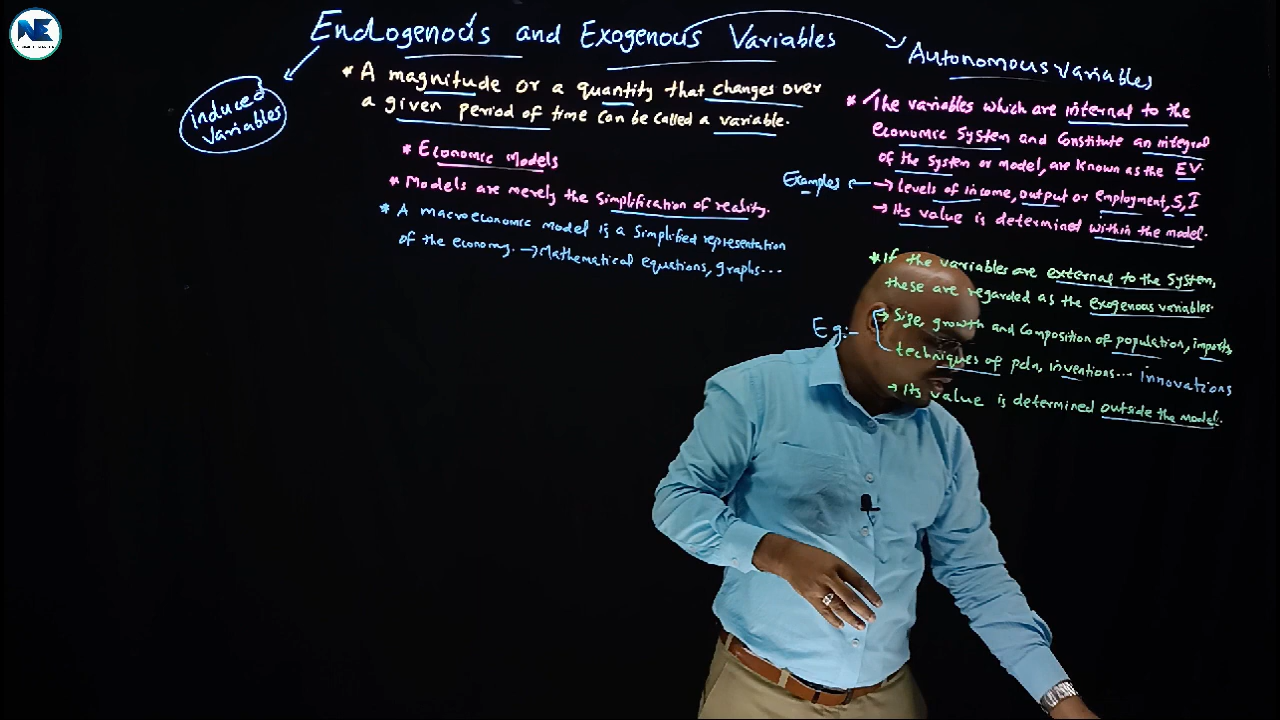 NE
Endogenous and Exogenous Variables
Autonomous variables
induced
variables
* A magnitude or a quantity that changes over
a given period of time can be called a variable.
* Economic Models
* Models are merely the simplification of reality.
* A macroeconomic model is a simplified representation
of the economy. → Mathematical equations, graphs...
* The variables which are internal to the
economic system and constitute an integral
of the system or model, are known as the EV.
Examples ← → levels of income, output or employment, S, I
→ Its value is determined within the model.
* If the variables are external to the system,
these are regarded as the exogenous variables.
Eg:- → Size, growth and composition of population, imports,
techniques of pdn, inventions... innovations
→ Its value is determined outside the model.